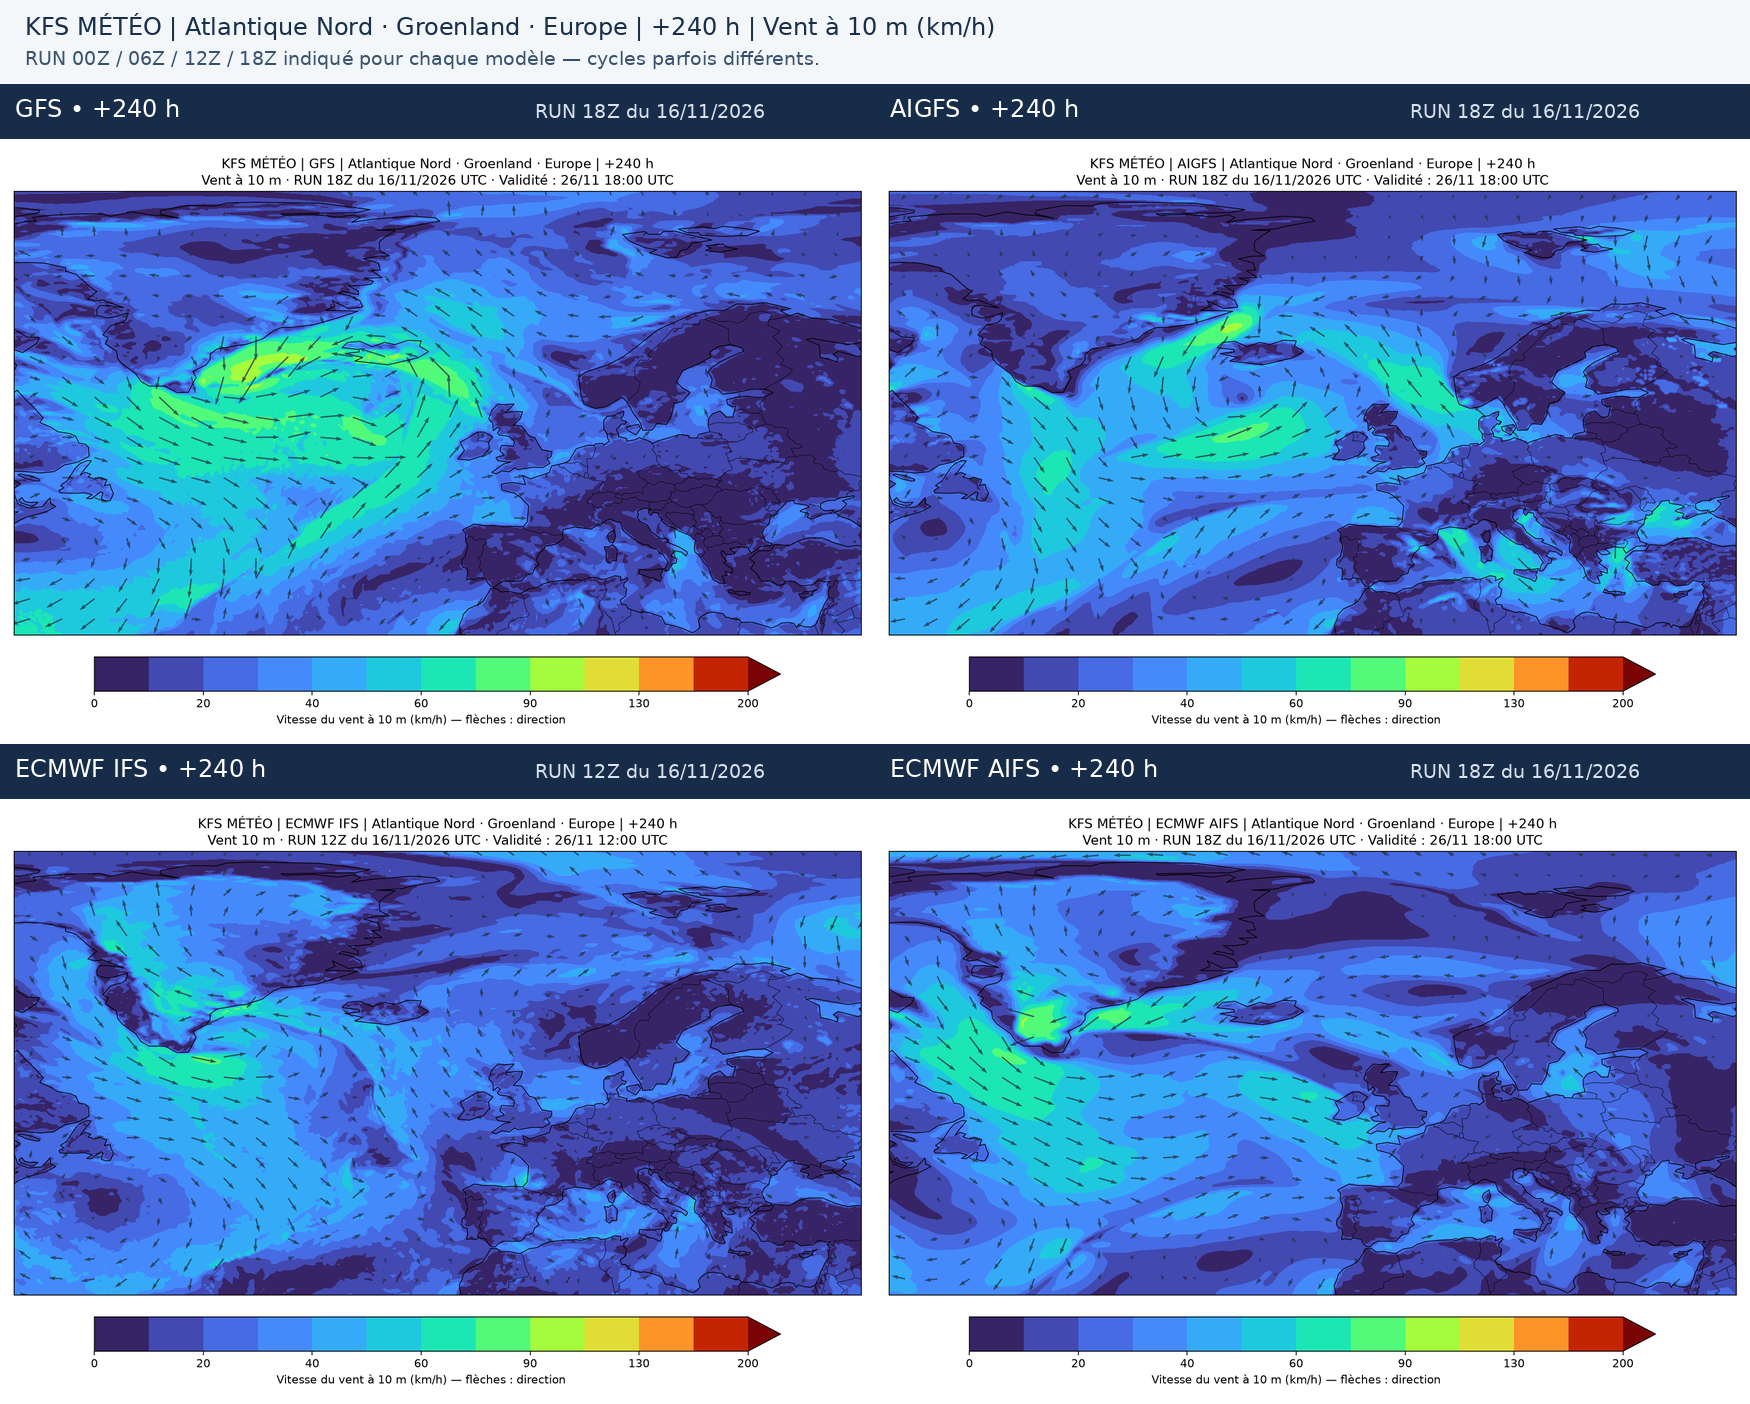 KFS MÉTÉO | Atlantique Nord · Groenland · Europe | +240 h | Vent à 10 m (km/h)
RUN 00Z / 06Z / 12Z / 18Z indiqué pour chaque modèle — cycles parfois différents.
GFS • +240 h RUN 18Z du 16/11/2026
KFS MÉTÉO | GFS | Atlantique Nord · Groenland · Europe | +240 h
Vent à 10 m · RUN 18Z du 16/11/2026 UTC · Validité : 26/11 18:00 UTC
0 20 40 60 90 130 200
Vitesse du vent à 10 m (km/h) — flèches : direction
AIGFS • +240 h RUN 18Z du 16/11/2026
KFS MÉTÉO | AIGFS | Atlantique Nord · Groenland · Europe | +240 h
Vent à 10 m · RUN 18Z du 16/11/2026 UTC · Validité : 26/11 18:00 UTC
0 20 40 60 90 130 200
Vitesse du vent à 10 m (km/h) — flèches : direction
ECMWF IFS • +240 h RUN 12Z du 16/11/2026
KFS MÉTÉO | ECMWF IFS | Atlantique Nord · Groenland · Europe | +240 h
Vent 10 m · RUN 12Z du 16/11/2026 UTC · Validité : 26/11 12:00 UTC
0 20 40 60 90 130 200
Vitesse du vent à 10 m (km/h) — flèches : direction
ECMWF AIFS • +240 h RUN 18Z du 16/11/2026
KFS MÉTÉO | ECMWF AIFS | Atlantique Nord · Groenland · Europe | +240 h
Vent 10 m · RUN 18Z du 16/11/2026 UTC · Validité : 26/11 18:00 UTC
0 20 40 60 90 130 200
Vitesse du vent à 10 m (km/h) — flèches : direction